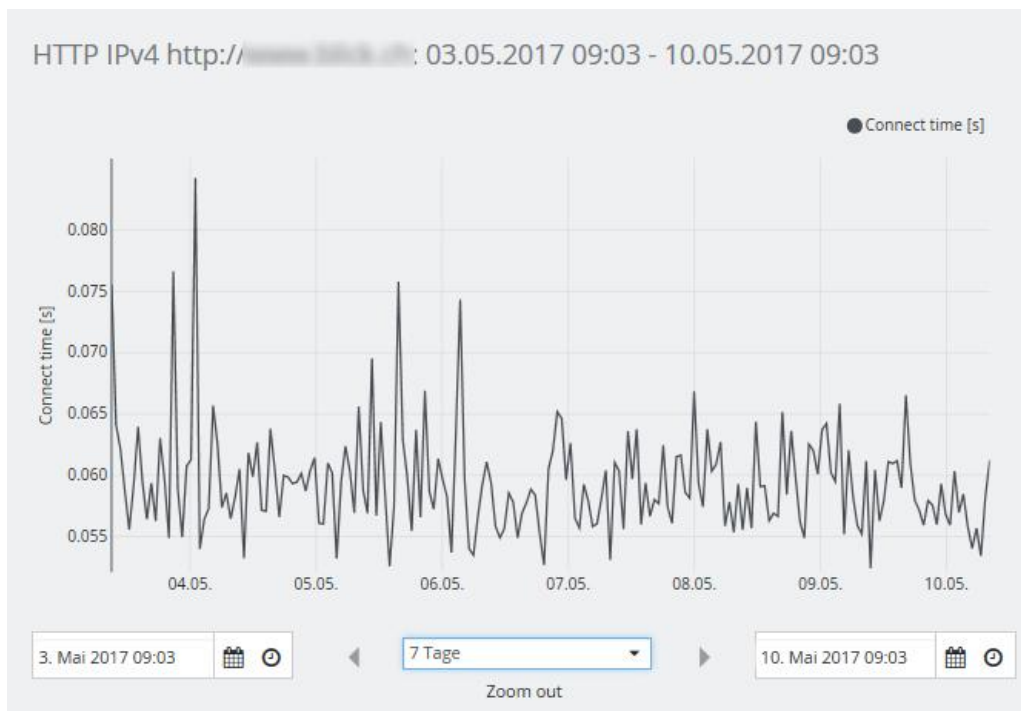 HTTP IPv4 http:// : 03.05.2017 09:03 - 10.05.2017 09:03
Connect time [s]
Connect time [s]
0.080
0.075
0.070
0.065
0.060
0.055
04.05.
05.05.
06.05.
07.05.
08.05.
09.05.
10.05.
3. Mai 2017 09:03
7 Tage
10. Mai 2017 09:03
Zoom out